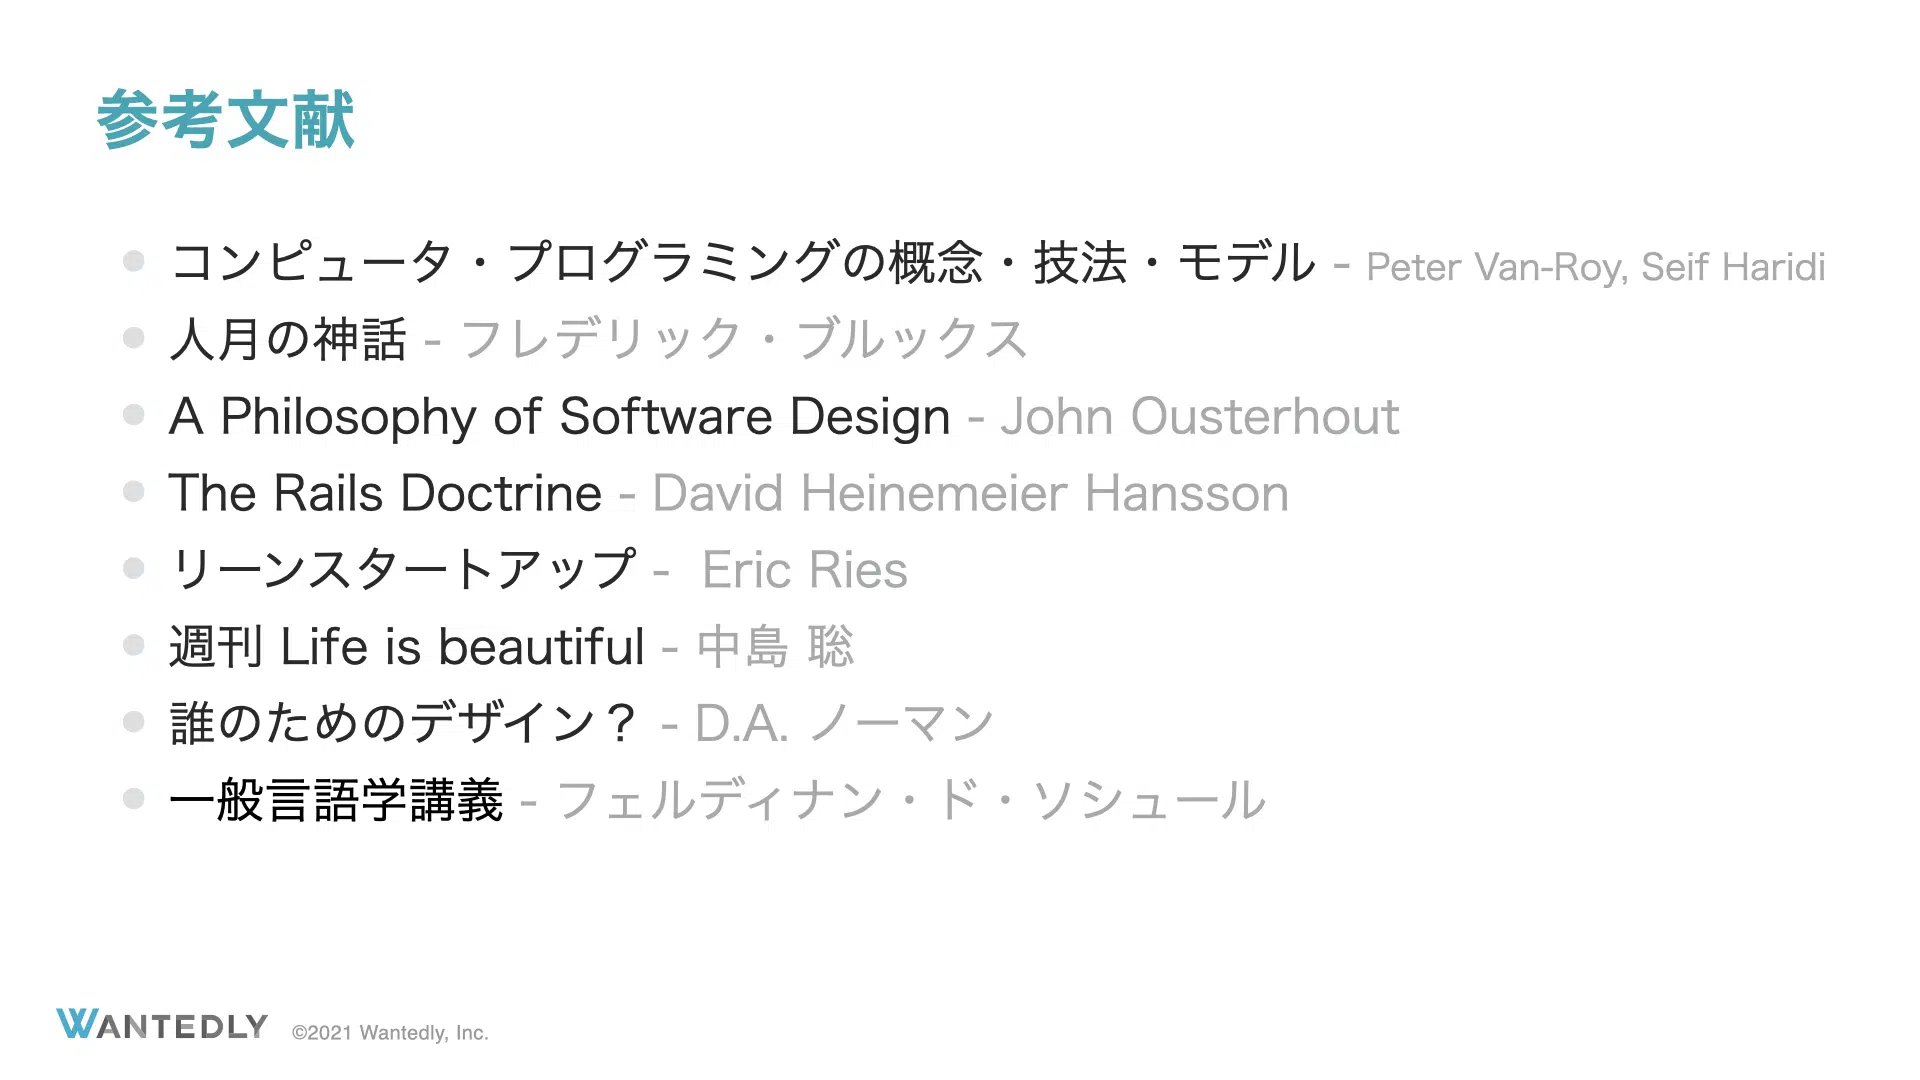 参考文献
コンピュータ・プログラミングの概念・技法・モデル - Peter Van-Roy, Seif Haridi
人月の神話 - フレデリック・ブルックス
A Philosophy of Software Design - John Ousterhout
The Rails Doctrine - David Heinemeier Hansson
リーンスタートアップ - Eric Ries
週刊 Life is beautiful - 中島 聡
誰のためのデザイン？ - D.A. ノーマン
一般言語学講義 - フェルディナン・ド・ソシュール
WANTEDLY ©2021 Wantedly, Inc.